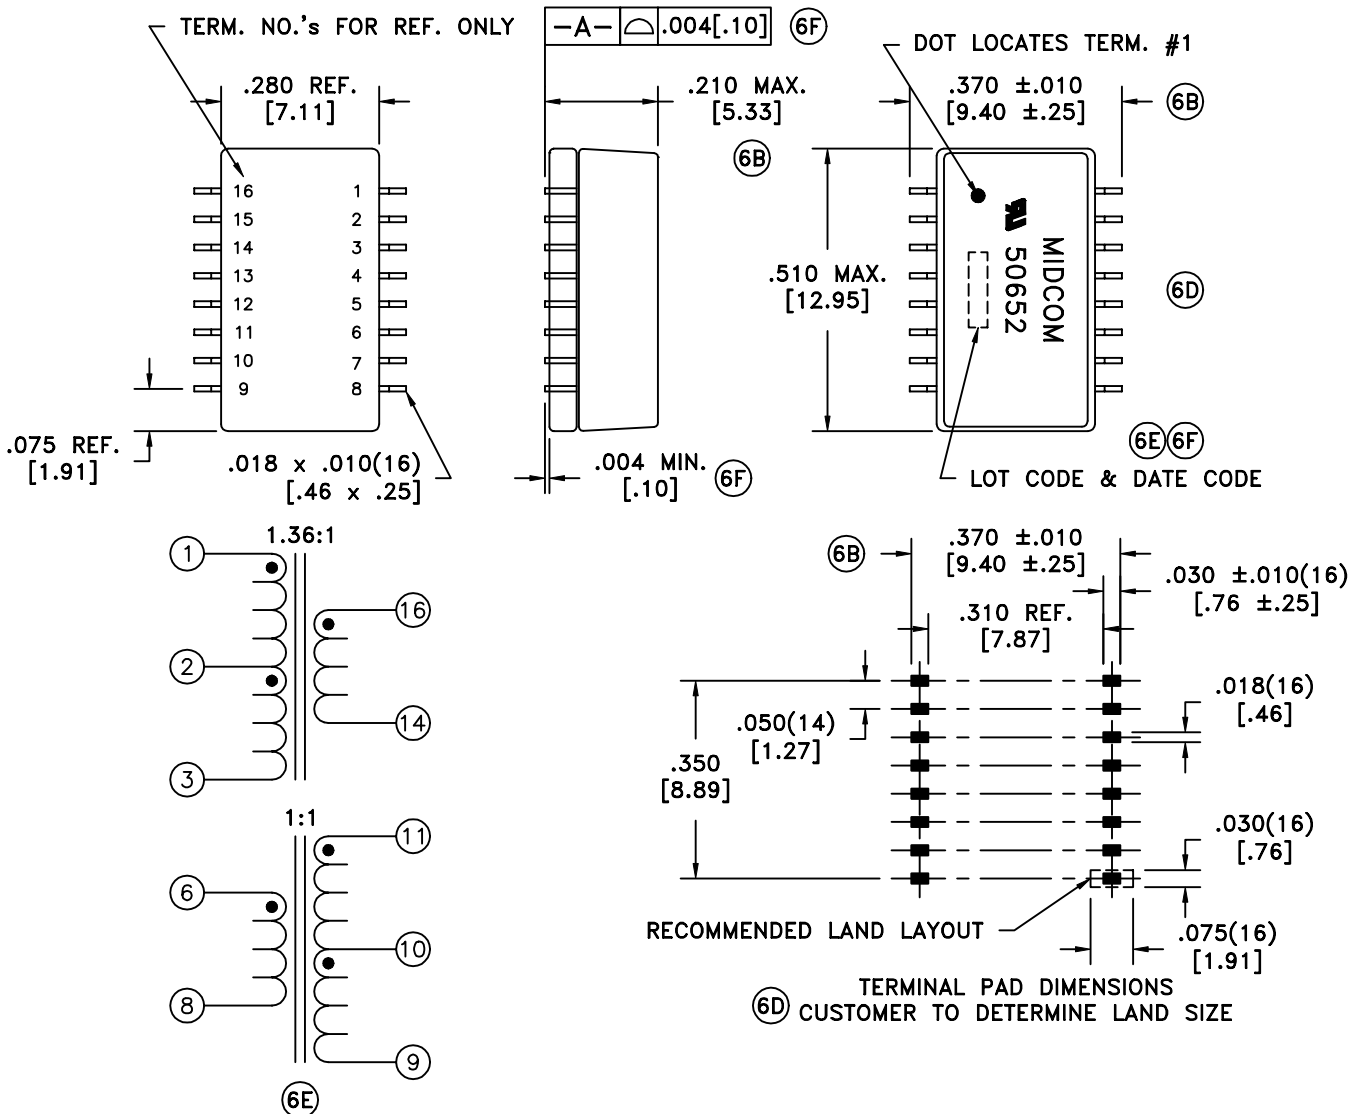 TERM. NO.'s FOR REF. ONLY
-A- .004[.10] 6F
DOT LOCATES TERM. #1
.280 REF.
[7.11]
.210 MAX.
[5.33]
6B
.370 ±.010
[9.40 ±.25]
6B
16 1
15 2
14 3
13 4
12 5
11 6
10 7
9 8
.075 REF.
[1.91]
.018 x .010(16)
[.46 x .25]
.004 MIN.
[.10]
6F
.510 MAX.
[12.95]
MIDCOM
50652
6D
6E 6F
LOT CODE & DATE CODE
1.36:1
1
2
3
16
14
1:1
6
8
11
10
9
6E
6B
.370 ±.010
[9.40 ±.25]
.030 ±.010(16)
[.76 ±.25]
.310 REF.
[7.87]
.018(16)
[.46]
.050(14)
[1.27]
.350
[8.89]
.030(16)
[.76]
RECOMMENDED LAND LAYOUT
.075(16)
[1.91]
6D
TERMINAL PAD DIMENSIONS
CUSTOMER TO DETERMINE LAND SIZE